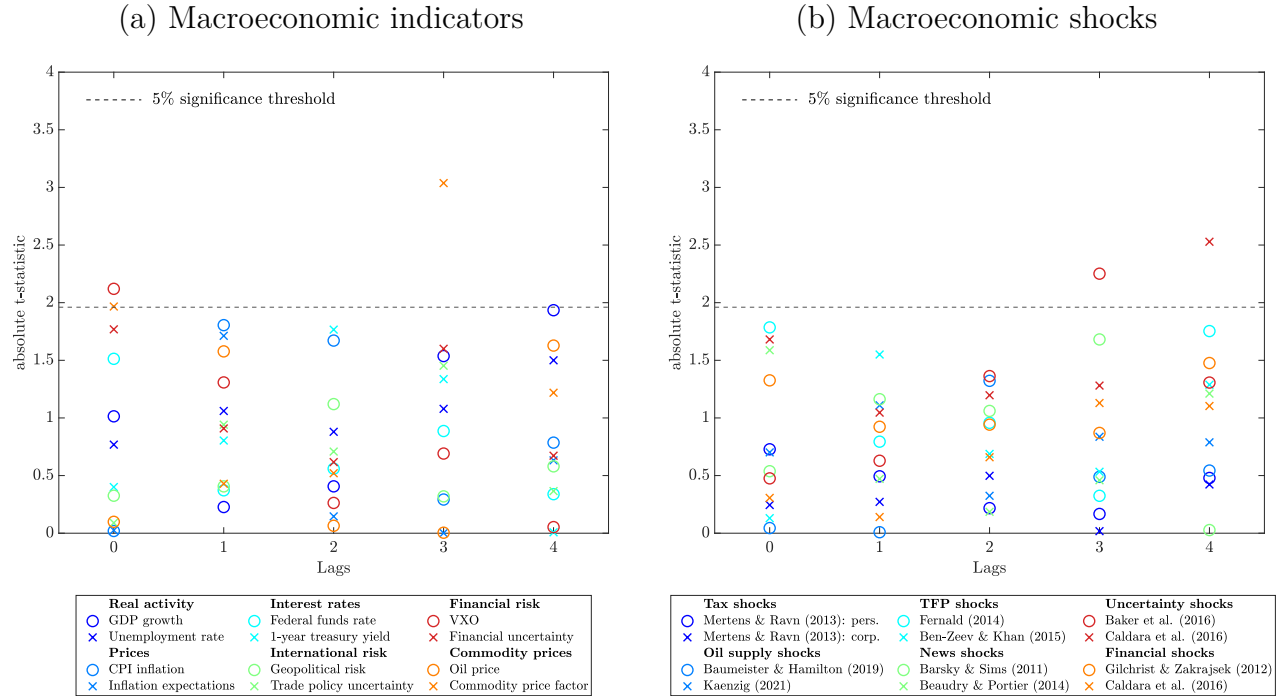 (a) Macroeconomic indicators
4
3.5
3
2.5
2
1.5
1
0.5
0
absolute t-statistic
5% significance threshold
0 1 2 3 4
Lags
Real activity Interest rates Financial risk
GDP growth Federal funds rate VXO
Unemployment rate 1-year treasury yield Financial uncertainty
Prices International risk Commodity prices
CPI inflation Geopolitical risk Oil price
Inflation expectations Trade policy uncertainty Commodity price factor
(b) Macroeconomic shocks
4
3.5
3
2.5
2
1.5
1
0.5
0
absolute t-statistic
5% significance threshold
0 1 2 3 4
Lags
Tax shocks TFP shocks Uncertainty shocks
Mertens & Ravn (2013): pers. Fernald (2014) Baker et al. (2016)
Mertens & Ravn (2013): corp. Ben-Zeev & Khan (2015) Caldara et al. (2016)
Oil supply shocks News shocks Financial shocks
Baumeister & Hamilton (2019) Barsky & Sims (2011) Gilchrist & Zakrajsek (2012)
Kaenzig (2021) Beaudry & Portier (2014) Caldara et al. (2016)